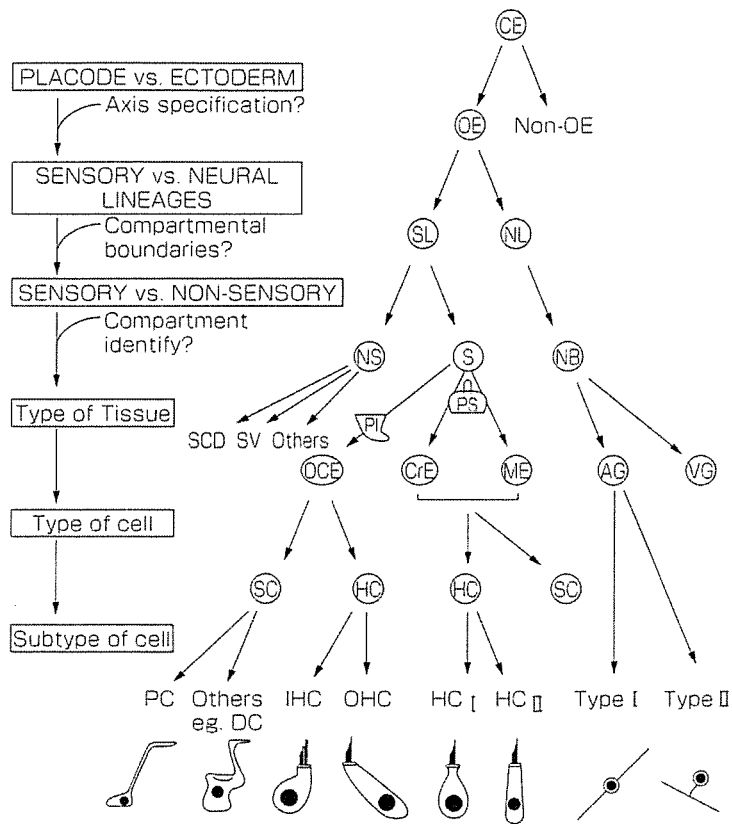 CE
PLACODE vs. ECTODERM
Axis specification?
OE Non-OE
SENSORY vs. NEURAL
LINEAGES
Compartmental
boundaries?
SL NL
SENSORY vs. NON-SENSORY
Compartment
identify?
NS S NB
Type of Tissue
PI PS
SCD SV Others
OCE CrE ME AG VG
Type of cell
SC HC HC SC
Subtype of cell
PC Others IHC OHC HC I HC II Type I Type II
eg. DC